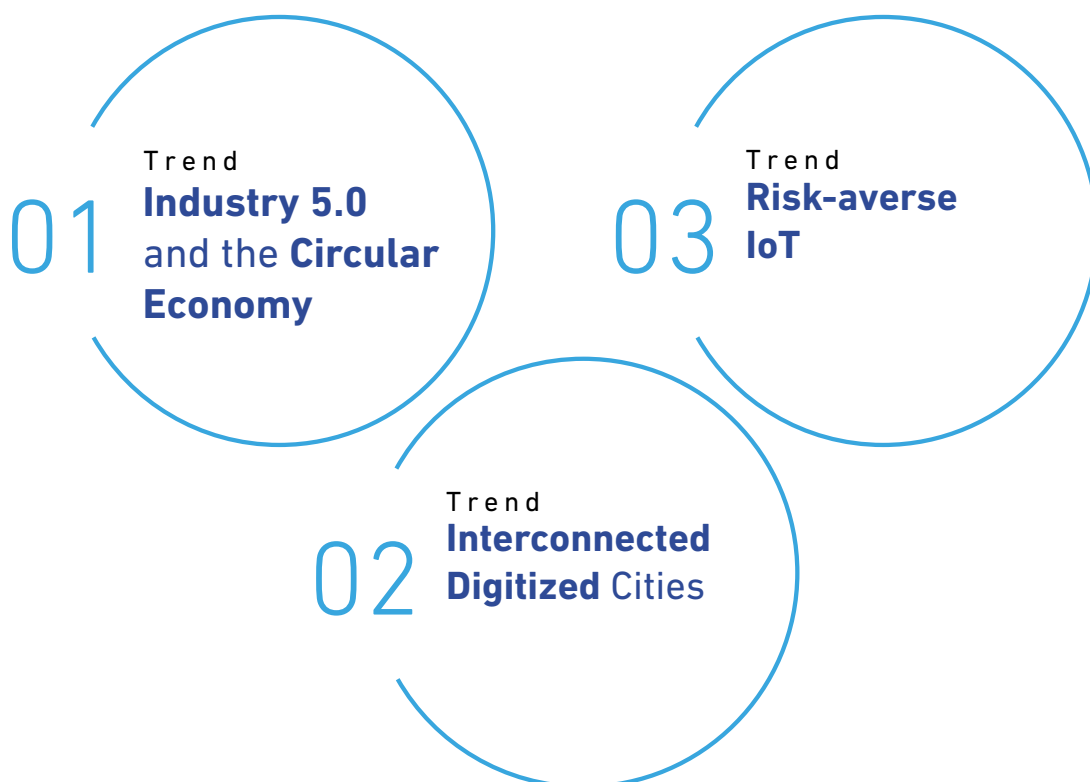 01
Trend
Industry 5.0
and the Circular
Economy
02
Trend
Interconnected
Digitized Cities
03
Trend
Risk-averse
IoT